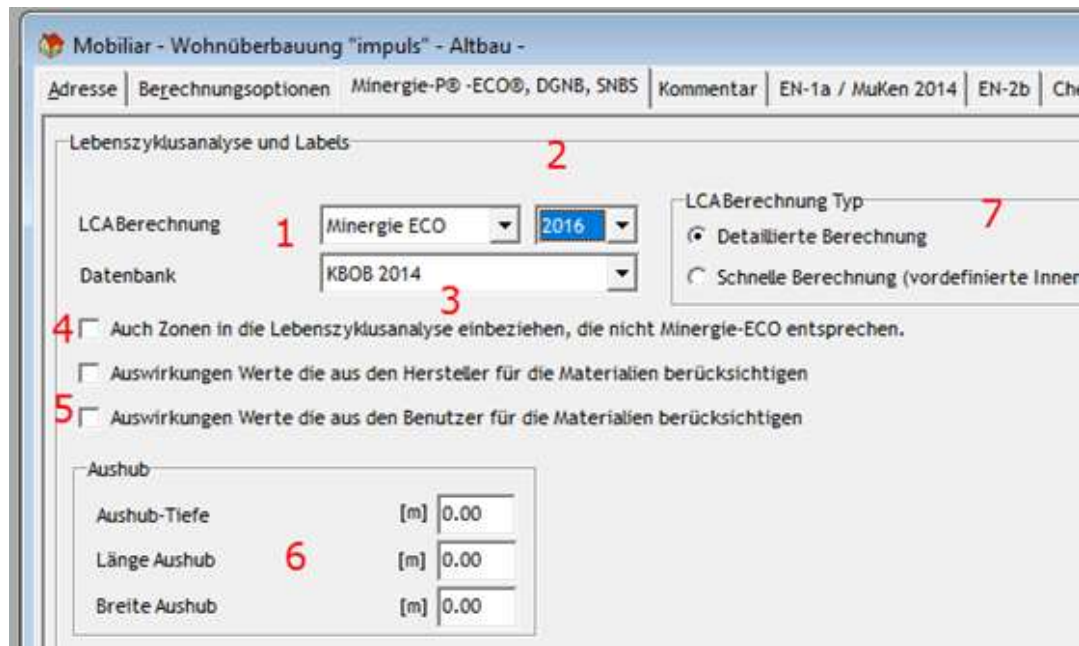 Mobiliar - Wohnüberbauung "impuls" - Altbau -
Adresse Berechnungsoptionen Minergie-P® -ECO®, DGNB, SNBS Kommentar EN-1a / MuKen 2014 EN-2b
Lebenszyklusanalyse und Labels
2
LCA Berechnung 1 Minergie ECO 2016
Datenbank KBOB 2014
3
LCA Berechnung Typ
7
Detaillierte Berechnung
Schnelle Berechnung (vordefinierte
4 Auch Zonen in die Lebenszyklusanalyse einbeziehen, die nicht Minergie-ECO entsprechen.
Auswirkungen Werte die aus den Hersteller für die Materialien berücksichtigen
5 Auswirkungen Werte die aus den Benutzer für die Materialien berücksichtigen
Aushub
Aushub-Tiefe [m] 0.00
Länge Aushub 6 [m] 0.00
Breite Aushub [m] 0.00